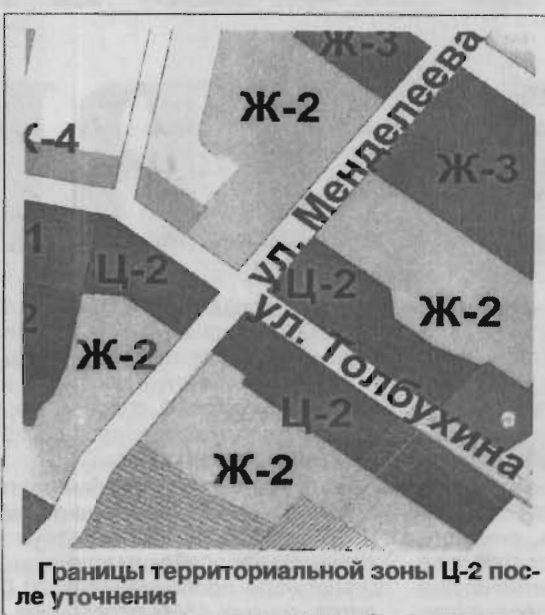 Ж-3
Ж-2
ул. Менделеева
Ж-3
Ц-2
Ц-2
Ж-2
Ж-2
ул. Толбухина
Ц-2
Ж-2
Границы территориальной зоны Ц-2 пос-
ле уточнения